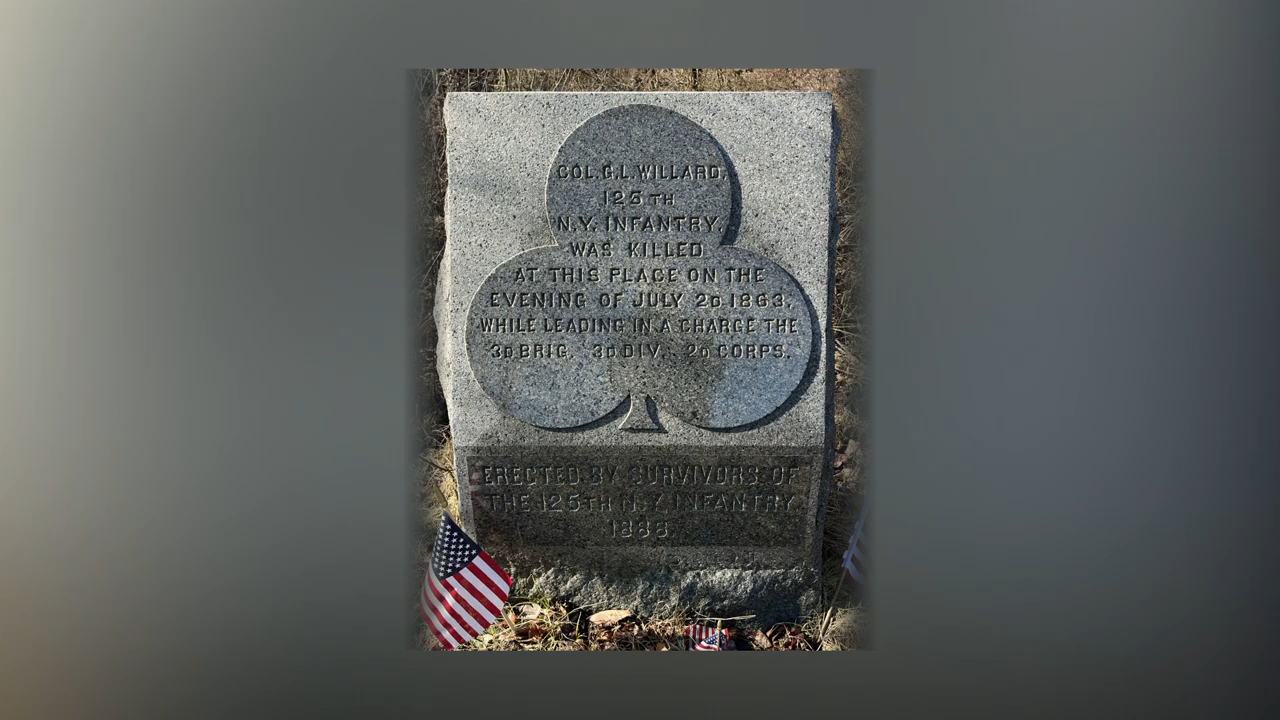 COL. G. L. WILLARD,
125TH
N.Y. INFANTRY,
WAS KILLED
AT THIS PLACE ON THE
EVENING OF JULY 2D 1863,
WHILE LEADING IN A CHARGE THE
3D BRIG. 3D DIV. 2D CORPS.
ERECTED BY SURVIVORS OF
THE 125TH N.Y. INFANTRY
1888.